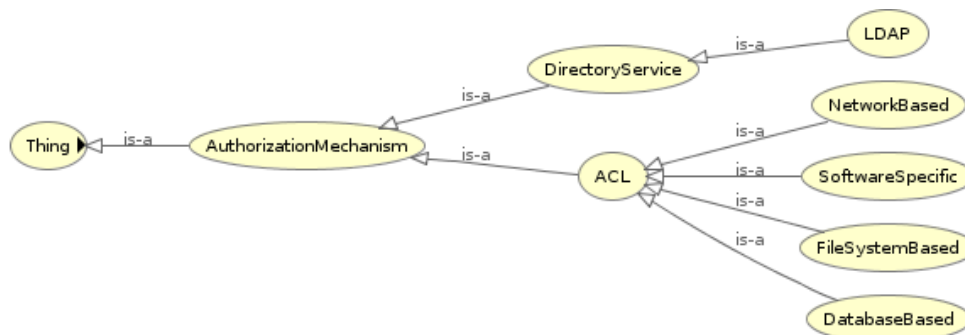 LDAP
is-a
DirectoryService
is-a
NetworkBased
Thing
is-a
AuthorizationMechanism
is-a
is-a
ACL
is-a
SoftwareSpecific
is-a
FileSystemBased
is-a
DatabaseBased